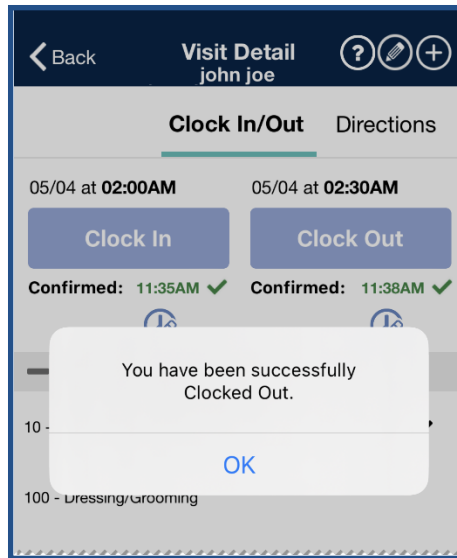 Back
Visit Detail
john joe
?
Clock In/Out Directions
05/04 at 02:00AM 05/04 at 02:30AM
Clock In Clock Out
Confirmed: 11:35AM Confirmed: 11:38AM
You have been successfully
Clocked Out.
10 -
OK
100 - Dressing/Grooming